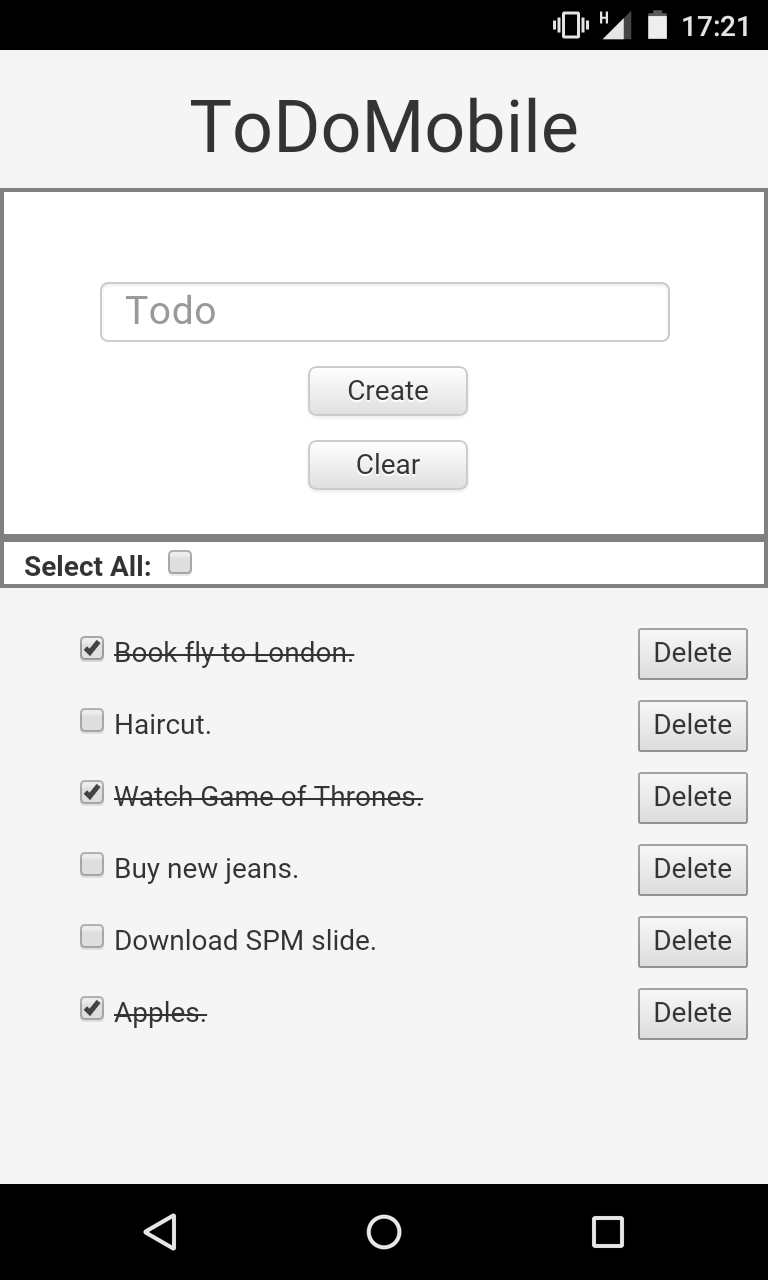 H 17:21
ToDoMobile
Todo
Create
Clear
Select All:
Book fly to London. Delete
Haircut. Delete
Watch Game of Thrones. Delete
Buy new jeans. Delete
Download SPM slide. Delete
Apples. Delete